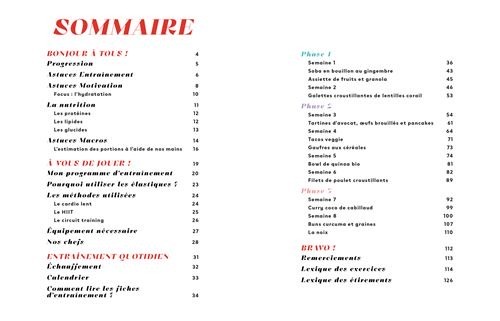 SOMMAIRE
BONJOUR À TOUS ! 4
Progression 5
Astuces Entraînement 6
Astuces Motivation 8
Focus : l'hydratation 10
La nutrition 11
Les protéines 12
Les lipides 12
Les glucides 13
Astuces Macros 14
L'estimation des portions à l'aide de nos mains 16
À VOUS DE JOUER ! 19
Mon programme d'entraînement 20
Pourquoi utiliser les élastiques ? 23
Les méthodes utilisées 24
Le cardio lent 24
Le HIIT 25
Le circuit training 26
Équipement nécessaire 27
Nos chefs 28
ENTRAÎNEMENT QUOTIDIEN 31
Échauffement 32
Calendrier 33
Comment lire les fiches
d'entraînement ? 34
Phase 1
Semaine 1 36
Soba en bouillon au gingembre 43
Assiette de fruits et granola 45
Semaine 2 46
Galettes croustillantes de lentilles corail 53
Phase 2
Semaine 3 54
Tartines d'avocat, œufs brouillés et pancakes 61
Semaine 4 64
Tacos veggie 71
Gaufres aux céréales 73
Semaine 5 74
Bowl de quinoa bio 81
Semaine 6 82
Filets de poulet croustillants 89
Phase 3
Semaine 7 92
Curry coco de cabillaud 99
Semaine 8 100
Buns curcuma et graines 107
La noix 110
BRAVO ! 112
Remerciements 113
Lexique des exercices 114
Lexique des étirements 126